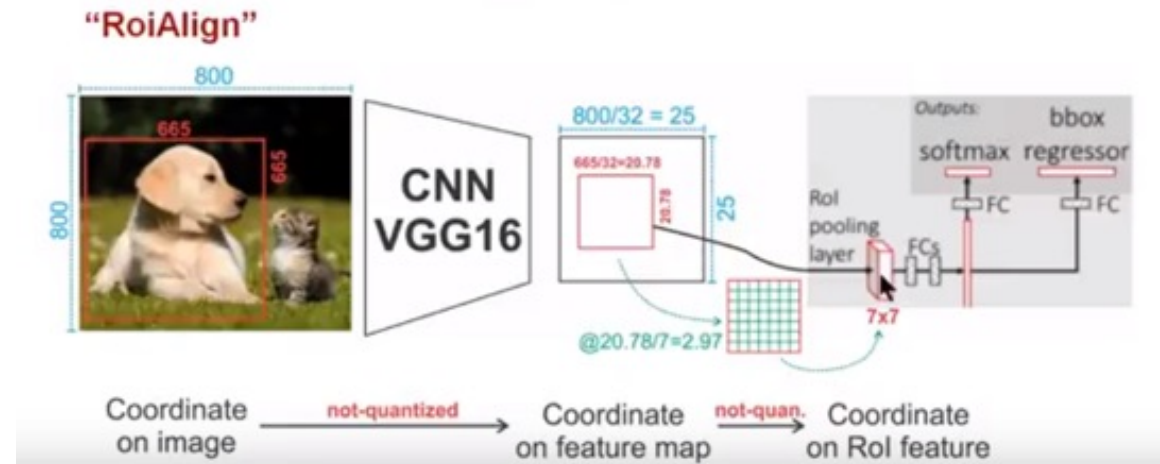 “RoiAlign”
800
800
665
665
CNN
VGG16
800/32 = 25
25
665/32=20.78
20.78
@20.78/7=2.97
Outputs:
softmax
bbox
regressor
FC
FC
RoI
pooling
layer
FCs
7x7
Coordinate
on image
not-quantized
Coordinate
on feature map
not-quan.
Coordinate
on RoI feature